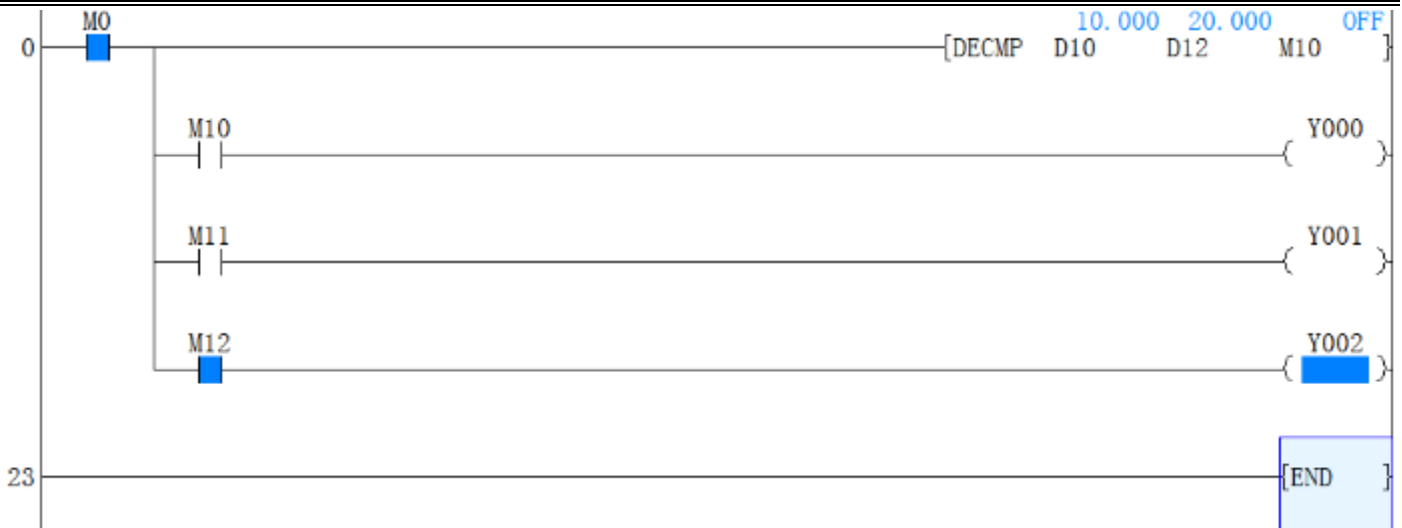 M0 10.000 20.000 OFF
0 [DECMP D10 D12 M10 ]
M10 Y000
( )
M11 Y001
( )
M12 Y002
( )
23 [END ]